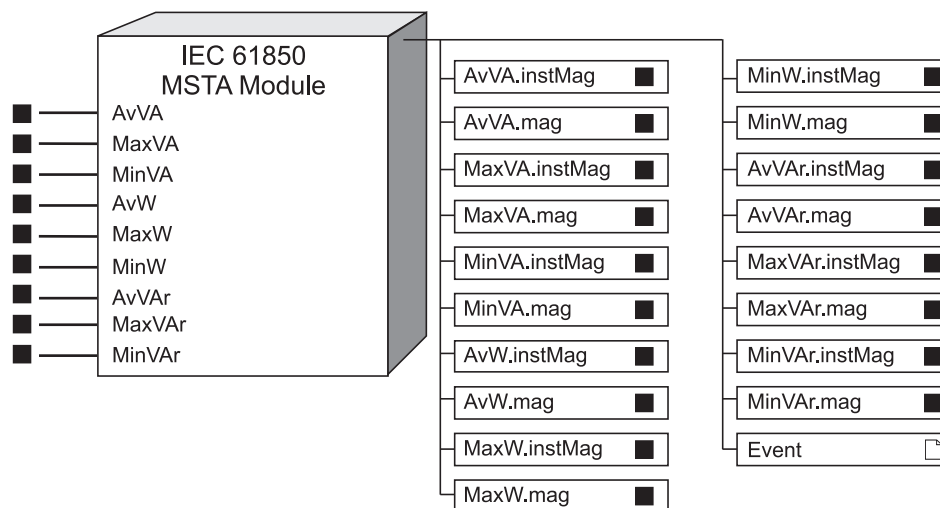 IEC 61850
MSTA Module
AvVA
MaxVA
MinVA
AvW
MaxW
MinW
AvVAr
MaxVAr
MinVAr
AvVA.instMag
AvVA.mag
MaxVA.instMag
MaxVA.mag
MinVA.instMag
MinVA.mag
AvW.instMag
AvW.mag
MaxW.instMag
MaxW.mag
MinW.instMag
MinW.mag
AvVAr.instMag
AvVAr.mag
MaxVAr.instMag
MaxVAr.mag
MinVAr.instMag
MinVAr.mag
Event